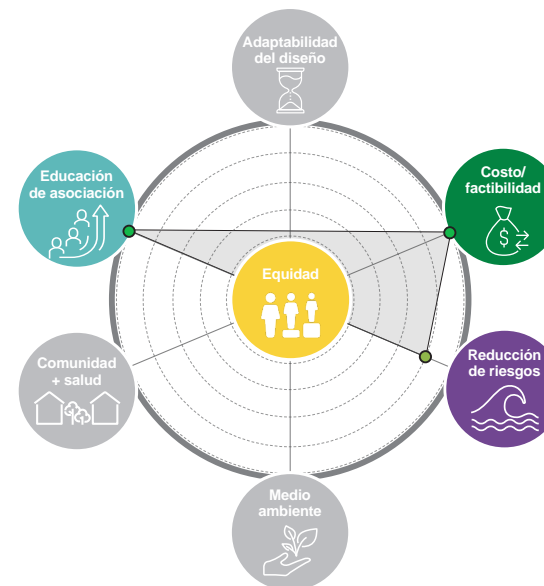 Adaptabilidad
del diseño
Educación
de asociación
Costo/
factibilidad
$
Equidad
Comunidad
+ salud
Reducción
de riesgos
Medio
ambiente